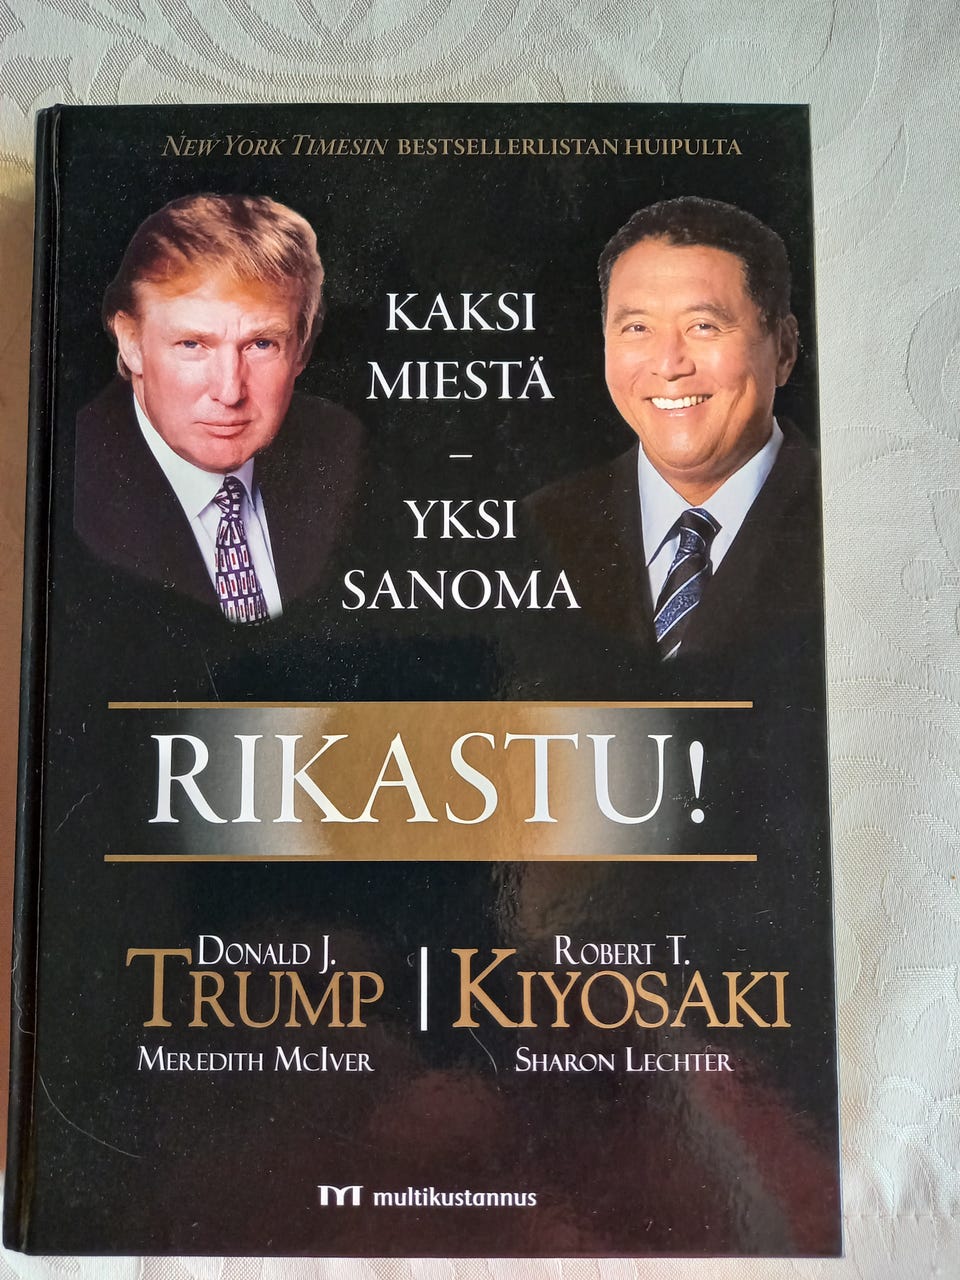 NEW YORK TIMESIN BESTSELLERLISTAN HUIPULTA
KAKSI
MIESTÄ
–
YKSI
SANOMA
RIKASTU!
DONALD J.
TRUMP
MEREDITH MCIVER
ROBERT T.
KIYOSAKI
SHARON LECHTER
multikustannus